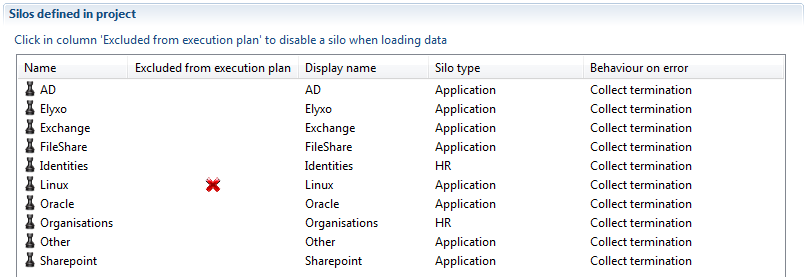 Silos defined in project
Click in column 'Excluded from execution plan' to disable a silo when loading data
Name Excluded from execution plan Display name Silo type Behaviour on error
AD AD Application Collect termination
Elyxo Elyxo Application Collect termination
Exchange Exchange Application Collect termination
FileShare FileShare Application Collect termination
Identities Identities HR Collect termination
Linux Linux Application Collect termination
Oracle Oracle Application Collect termination
Organisations Organisations HR Collect termination
Other Other Application Collect termination
Sharepoint Sharepoint Application Collect termination